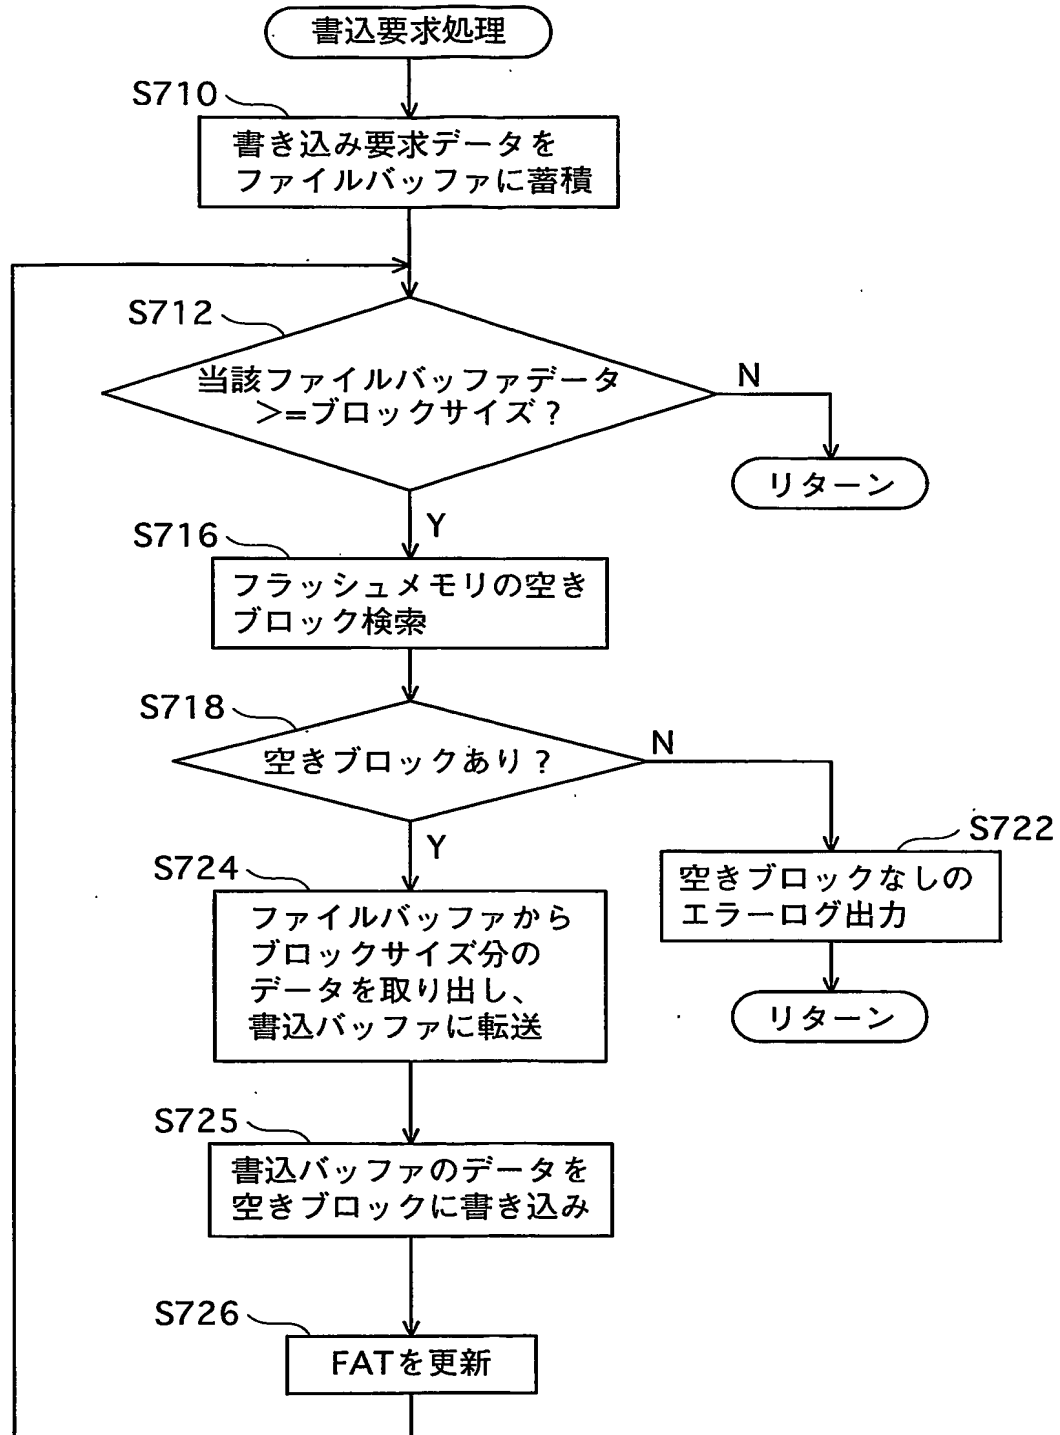 書込要求処理
S710
書き込み要求データを
ファイルバッファに蓄積
S712
当該ファイルバッファデータ
>=ブロックサイズ?
N
リターン
Y
S716
フラッシュメモリの空き
ブロック検索
S718
空きブロックあり?
N
Y
S722
空きブロックなしの
エラーログ出力
リターン
S724
ファイルバッファから
ブロックサイズ分の
データを取り出し、
書込バッファに転送
S725
書込バッファのデータを
空きブロックに書き込み
S726
FATを更新